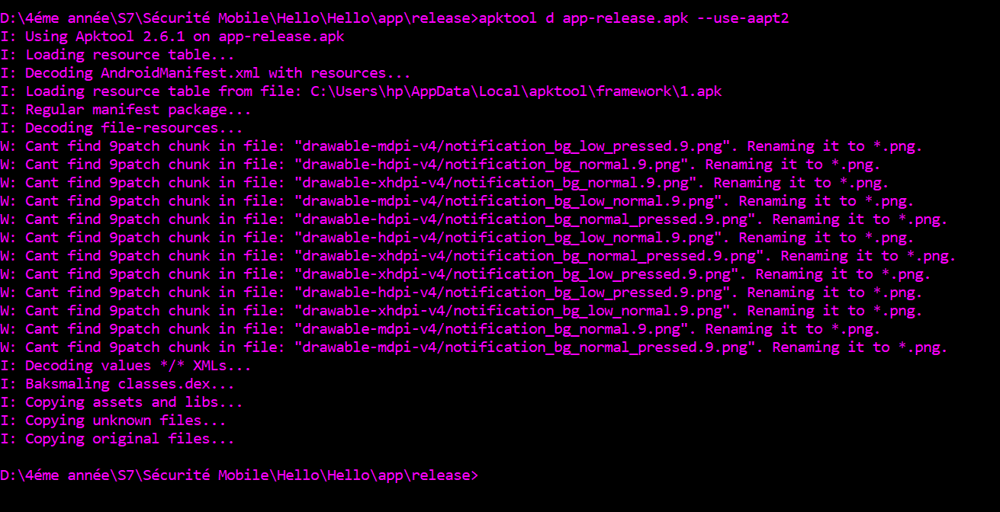 D:\4éme année\S7\Sécurité Mobile\Hello\Hello\app\release>apktool d app-release.apk --use-aapt2
I: Using Apktool 2.6.1 on app-release.apk
I: Loading resource table...
I: Decoding AndroidManifest.xml with resources...
I: Loading resource table from file: C:\Users\hp\AppData\Local\apktool\framework\1.apk
I: Regular manifest package...
I: Decoding file-resources...
W: Cant find 9patch chunk in file: "drawable-mdpi-v4/notification_bg_low_pressed.9.png". Renaming it to *.png.
W: Cant find 9patch chunk in file: "drawable-hdpi-v4/notification_bg_normal.9.png". Renaming it to *.png.
W: Cant find 9patch chunk in file: "drawable-xhdpi-v4/notification_bg_normal.9.png". Renaming it to *.png.
W: Cant find 9patch chunk in file: "drawable-mdpi-v4/notification_bg_low_normal.9.png". Renaming it to *.png.
W: Cant find 9patch chunk in file: "drawable-hdpi-v4/notification_bg_normal_pressed.9.png". Renaming it to *.png.
W: Cant find 9patch chunk in file: "drawable-hdpi-v4/notification_bg_low_normal.9.png". Renaming it to *.png.
W: Cant find 9patch chunk in file: "drawable-xhdpi-v4/notification_bg_normal_pressed.9.png". Renaming it to *.png.
W: Cant find 9patch chunk in file: "drawable-xhdpi-v4/notification_bg_low_pressed.9.png". Renaming it to *.png.
W: Cant find 9patch chunk in file: "drawable-hdpi-v4/notification_bg_low_pressed.9.png". Renaming it to *.png.
W: Cant find 9patch chunk in file: "drawable-xhdpi-v4/notification_bg_low_normal.9.png". Renaming it to *.png.
W: Cant find 9patch chunk in file: "drawable-mdpi-v4/notification_bg_normal.9.png". Renaming it to *.png.
W: Cant find 9patch chunk in file: "drawable-mdpi-v4/notification_bg_normal_pressed.9.png". Renaming it to *.png.
I: Decoding values */* XMLs...
I: Baksmaling classes.dex...
I: Copying assets and libs...
I: Copying unknown files...
I: Copying original files...
D:\4éme année\S7\Sécurité Mobile\Hello\Hello\app\release>